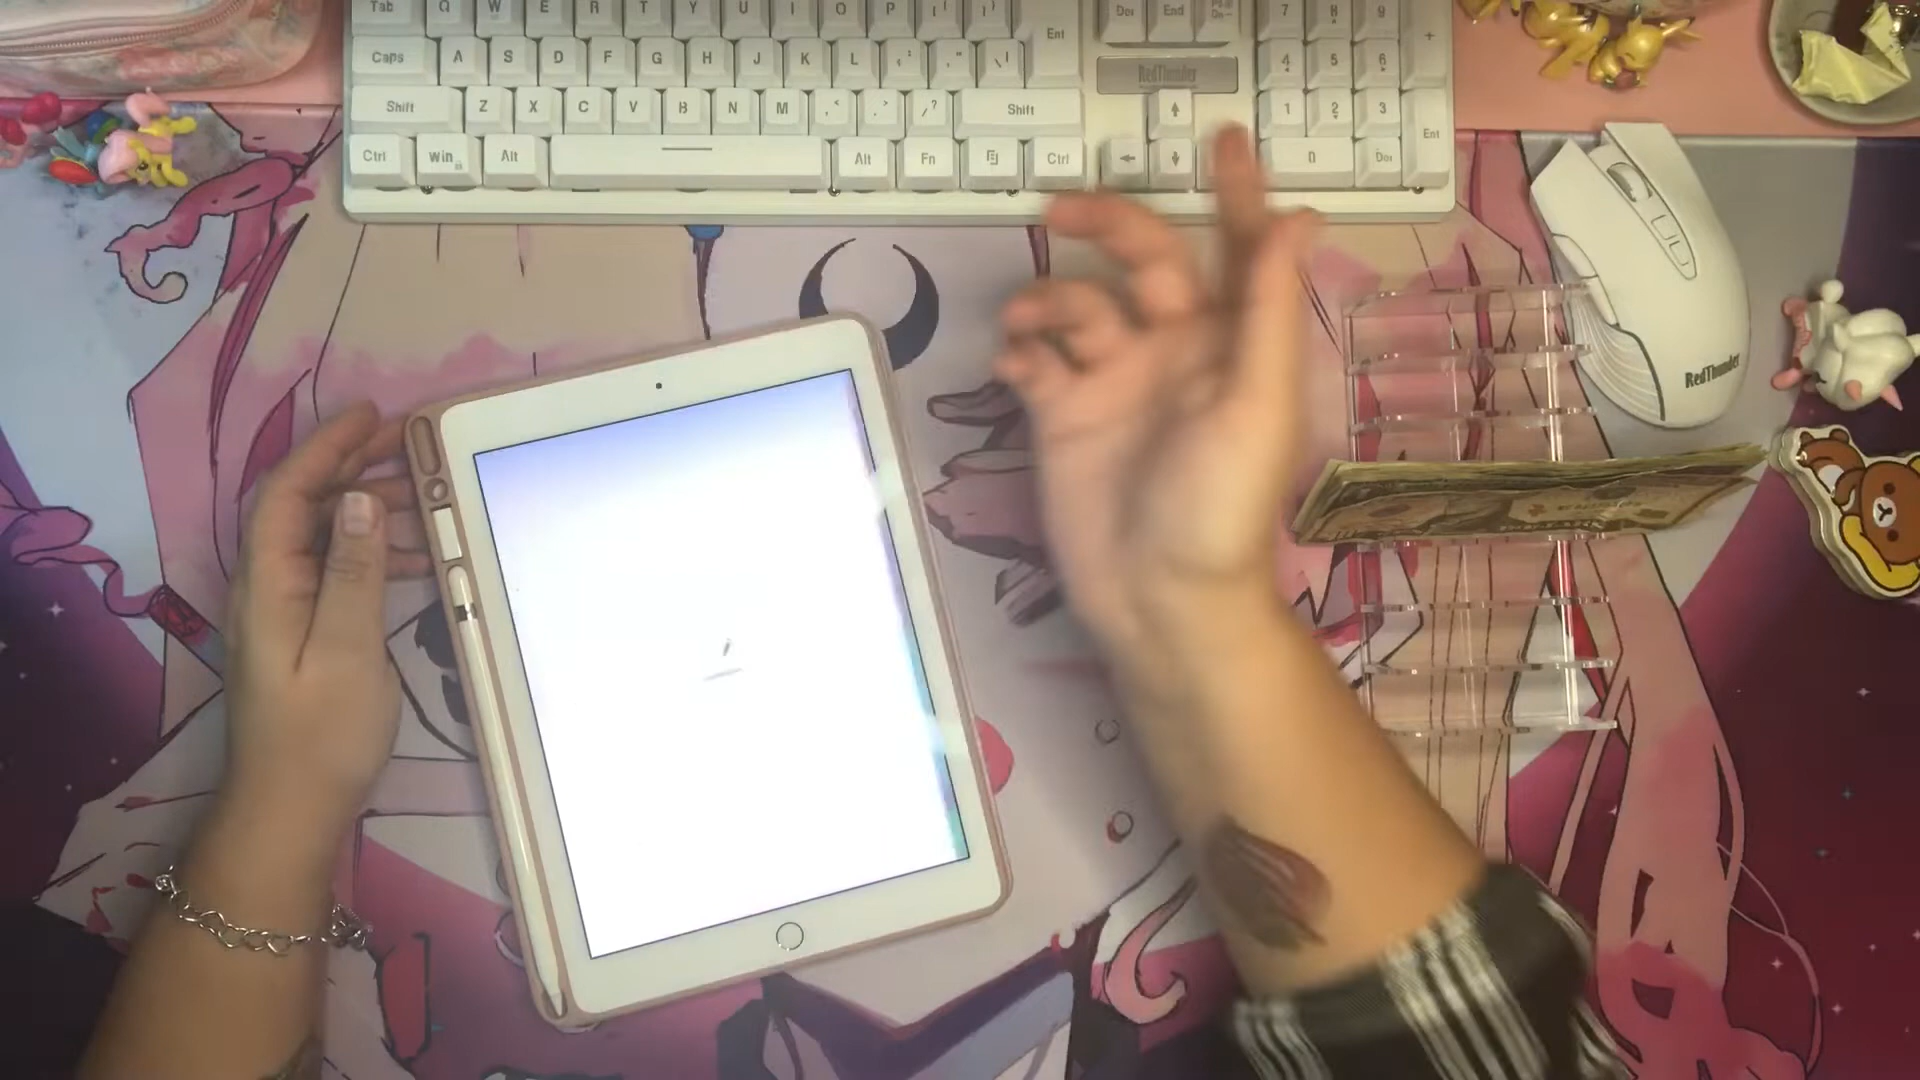 Tab Q W E R T Y U I O P [{ ]} Del End 7 8 9
Caps A S D F G H J K L Ent RedThunder 4 5 6 +
Shift Z X C V B N M /? Shift 1 2 3
Ctrl Win Alt Alt Fn Ctrl 0 Ent
RedThunder